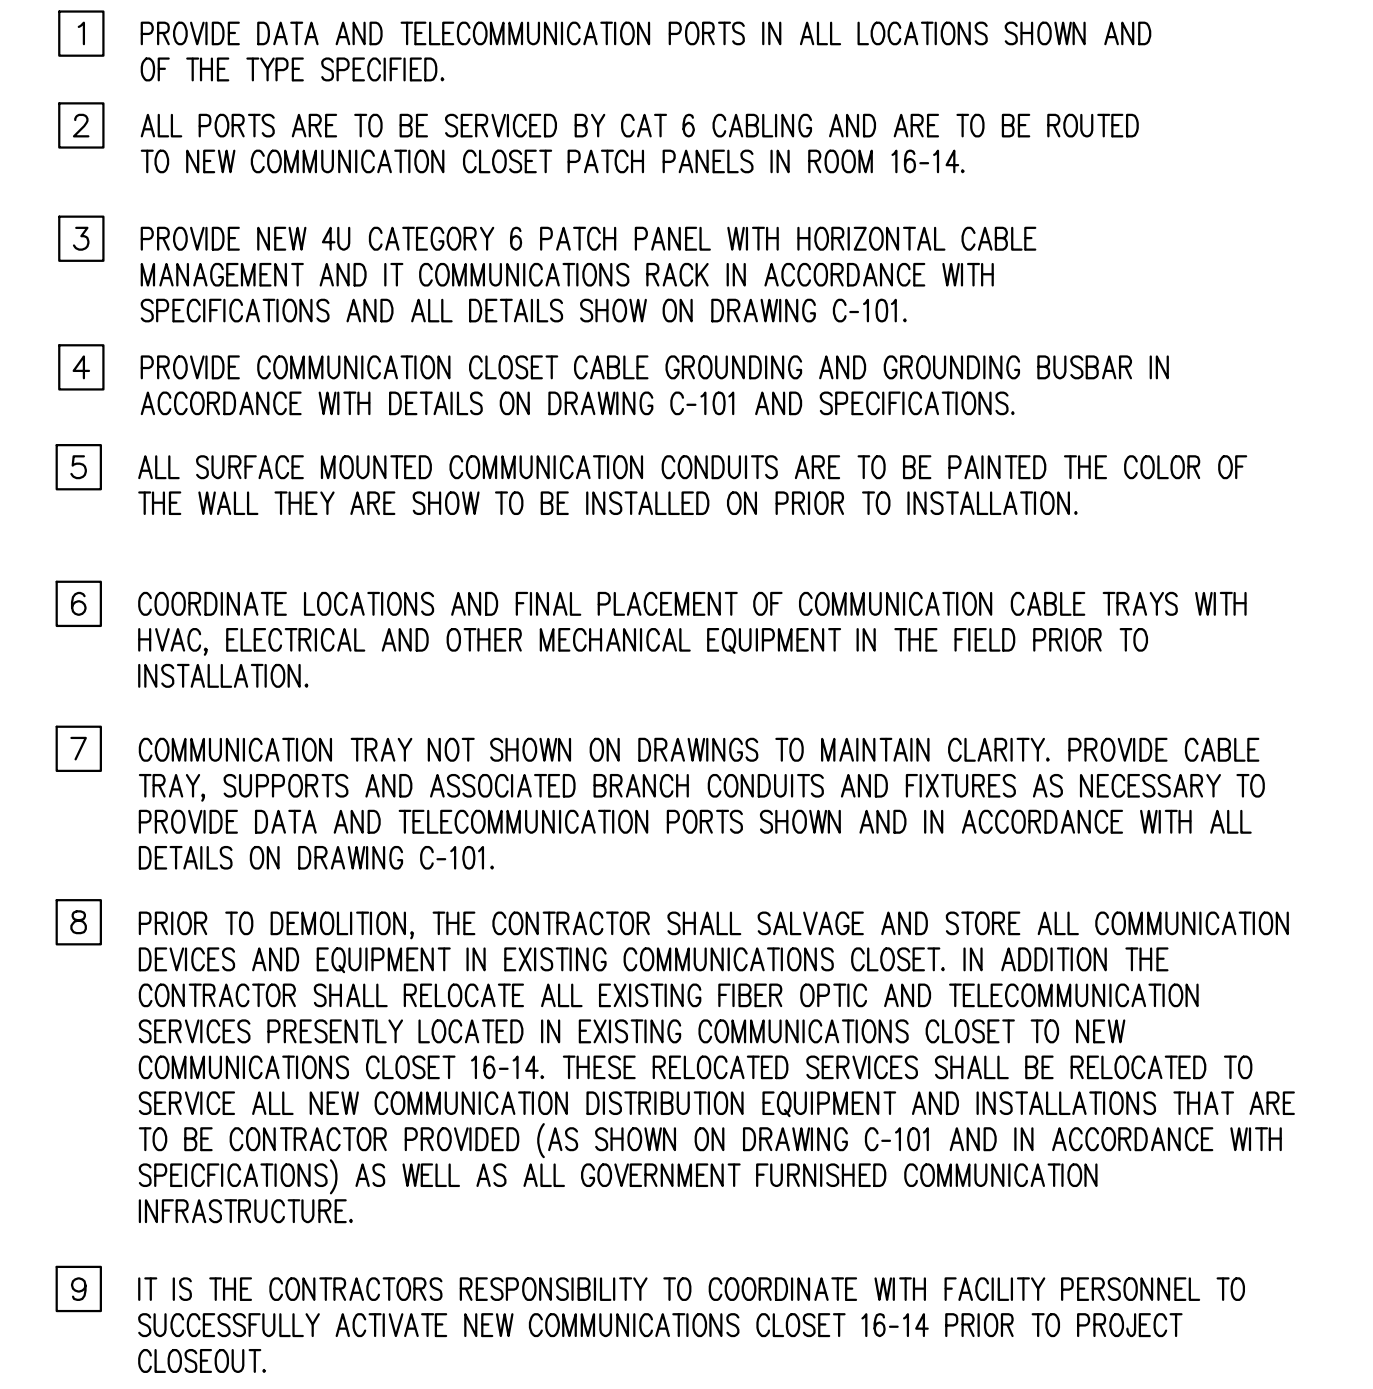 1 PROVIDE DATA AND TELECOMMUNICATION PORTS IN ALL LOCATIONS SHOWN AND
OF THE TYPE SPECIFIED.
2 ALL PORTS ARE TO BE SERVICED BY CAT 6 CABLING AND ARE TO BE ROUTED
TO NEW COMMUNICATION CLOSET PATCH PANELS IN ROOM 16-14.
3 PROVIDE NEW 4U CATEGORY 6 PATCH PANEL WITH HORIZONTAL CABLE
MANAGEMENT AND IT COMMUNICATIONS RACK IN ACCORDANCE WITH
SPECIFICATIONS AND ALL DETAILS SHOW ON DRAWING C-101.
4 PROVIDE COMMUNICATION CLOSET CABLE GROUNDING AND GROUNDING BUSBAR IN
ACCORDANCE WITH DETAILS ON DRAWING C-101 AND SPECIFICATIONS.
5 ALL SURFACE MOUNTED COMMUNICATION CONDUITS ARE TO BE PAINTED THE COLOR OF
THE WALL THEY ARE SHOW TO BE INSTALLED ON PRIOR TO INSTALLATION.
6 COORDINATE LOCATIONS AND FINAL PLACEMENT OF COMMUNICATION CABLE TRAYS WITH
HVAC, ELECTRICAL AND OTHER MECHANICAL EQUIPMENT IN THE FIELD PRIOR TO
INSTALLATION.
7 COMMUNICATION TRAY NOT SHOWN ON DRAWINGS TO MAINTAIN CLARITY. PROVIDE CABLE
TRAY, SUPPORTS AND ASSOCIATED BRANCH CONDUITS AND FIXTURES AS NECESSARY TO
PROVIDE DATA AND TELECOMMUNICATION PORTS SHOWN AND IN ACCORDANCE WITH ALL
DETAILS ON DRAWING C-101.
8 PRIOR TO DEMOLITION, THE CONTRACTOR SHALL SALVAGE AND STORE ALL COMMUNICATION
DEVICES AND EQUIPMENT IN EXISTING COMMUNICATIONS CLOSET. IN ADDITION THE
CONTRACTOR SHALL RELOCATE ALL EXISTING FIBER OPTIC AND TELECOMMUNICATION
SERVICES PRESENTLY LOCATED IN EXISTING COMMUNICATIONS CLOSET TO NEW
COMMUNICATIONS CLOSET 16-14. THESE RELOCATED SERVICES SHALL BE RELOCATED TO
SERVICE ALL NEW COMMUNICATION DISTRIBUTION EQUIPMENT AND INSTALLATIONS THAT ARE
TO BE CONTRACTOR PROVIDED (AS SHOWN ON DRAWING C-101 AND IN ACCORDANCE WITH
SPEICFICATIONS) AS WELL AS ALL GOVERNMENT FURNISHED COMMUNICATION
INFRASTRUCTURE.
9 IT IS THE CONTRACTORS RESPONSIBILITY TO COORDINATE WITH FACILITY PERSONNEL TO
SUCCESSFULLY ACTIVATE NEW COMMUNICATIONS CLOSET 16-14 PRIOR TO PROJECT
CLOSEOUT.